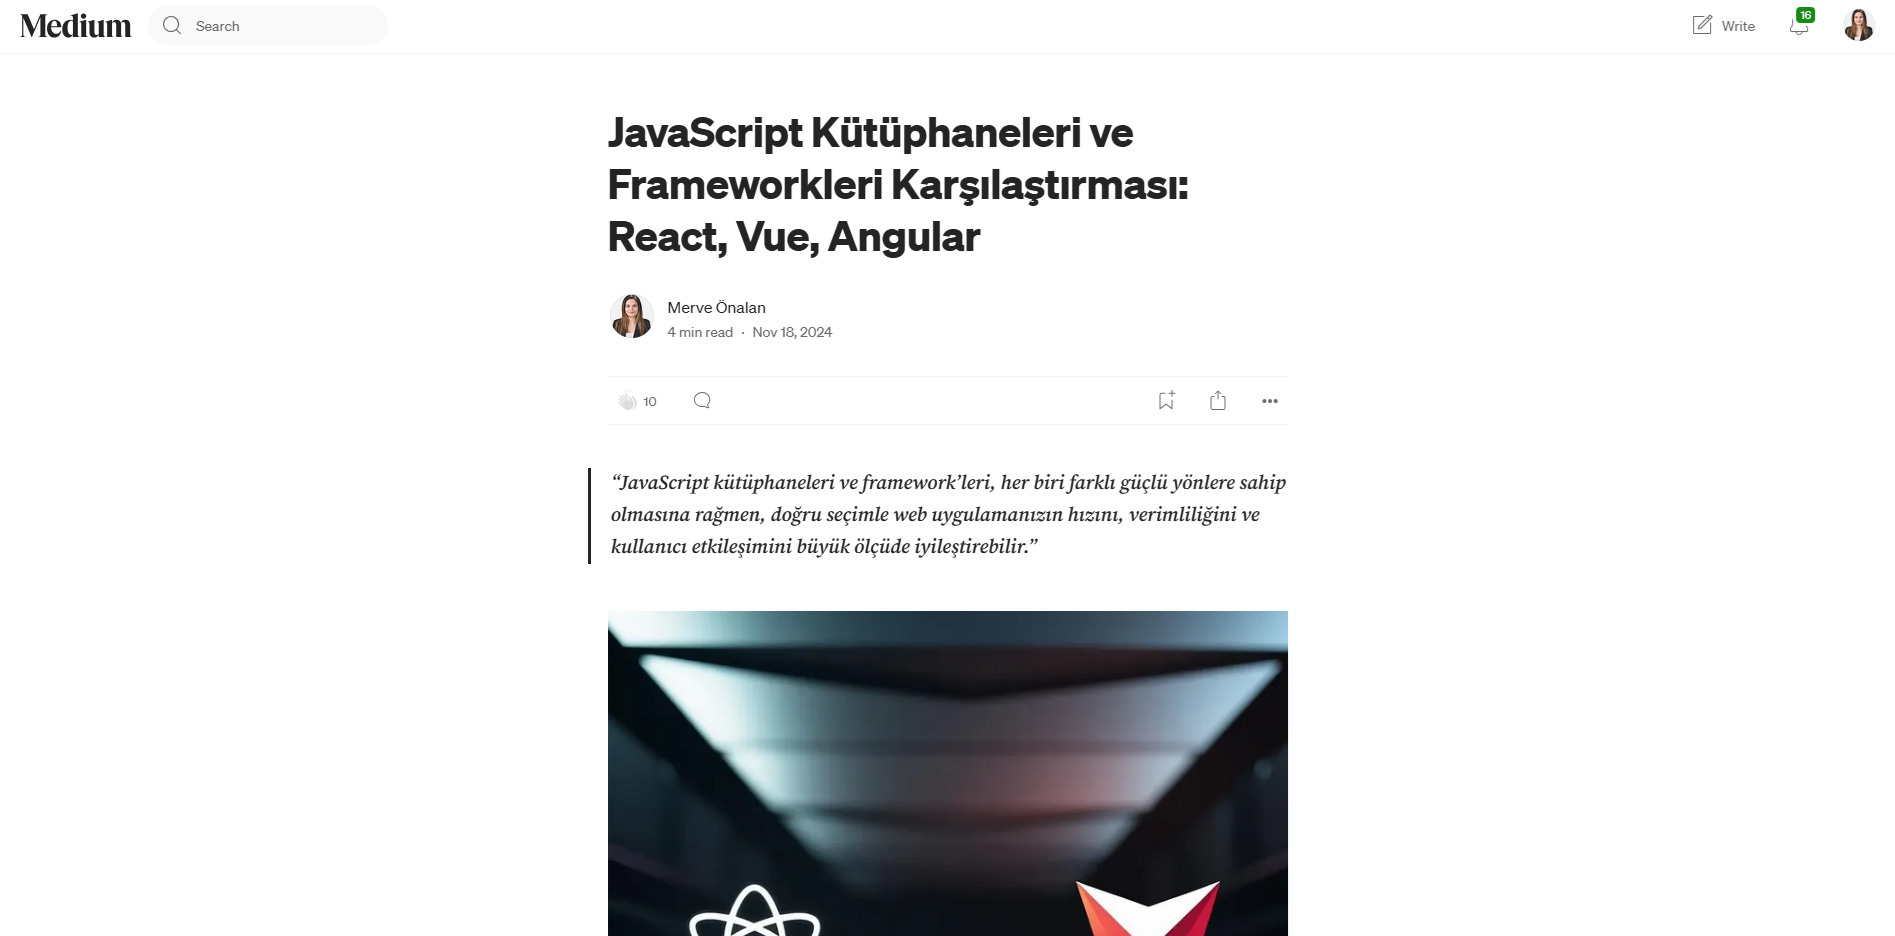 Medium
Search
Write
16
JavaScript Kütüphaneleri ve
Frameworkleri Karşılaştırması:
React, Vue, Angular
Merve Önalan
4 min read · Nov 18, 2024
10
“JavaScript kütüphaneleri ve framework’leri, her biri farklı güçlü yönlere sahip
olmasına rağmen, doğru seçimle web uygulamanızın hızını, verimliliğini ve
kullanıcı etkileşimini büyük ölçüde iyileştirebilir.”